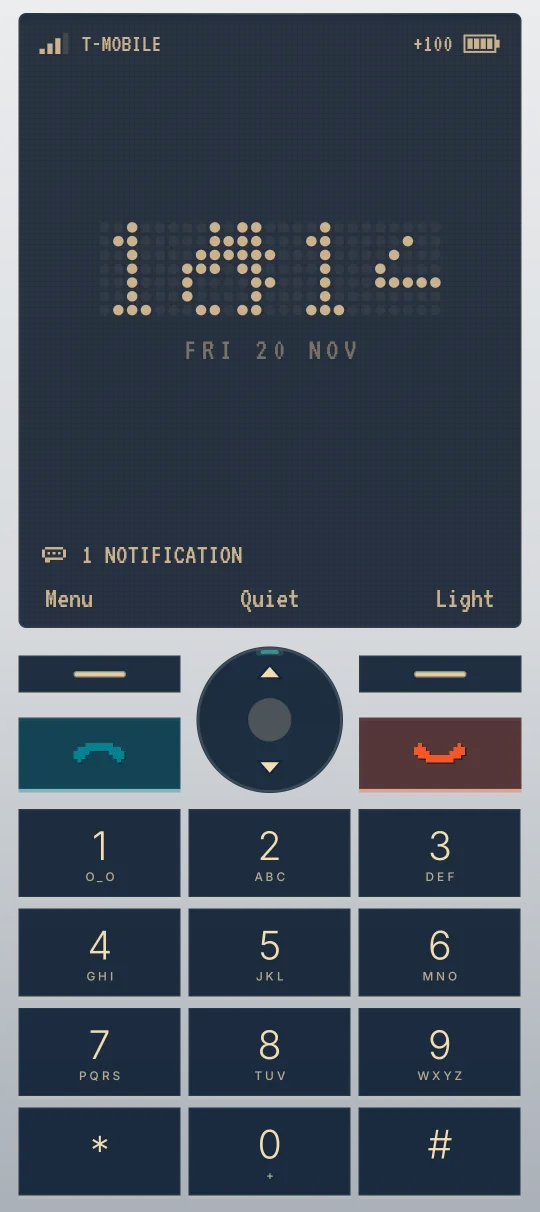 T-MOBILE +100
FRI 20 NOV
1 NOTIFICATION
Menu Quiet Light
1 2 3
O_O ABC DEF
4 5 6
GHI JKL MNO
7 8 9
PQRS TUV WXYZ
* 0 #
+